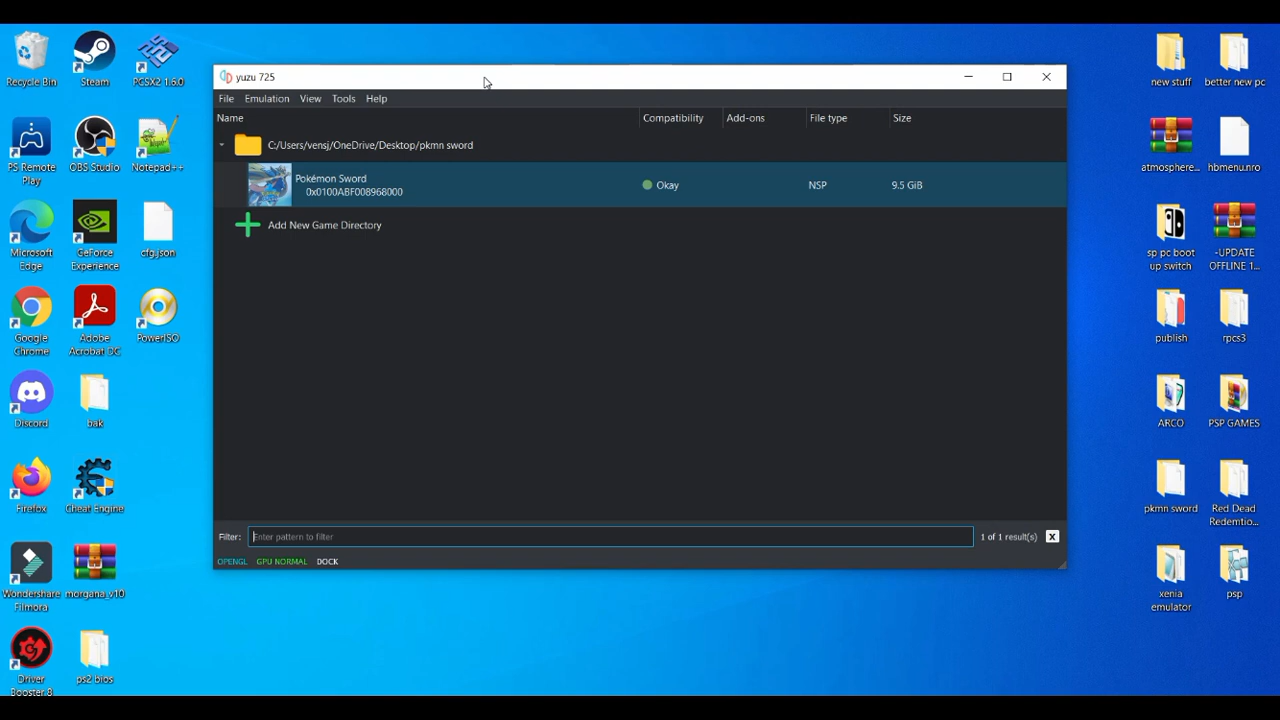 yuzu 725
File Emulation View Tools Help
Name Compatibility Add-ons File type Size
C:/Users/vensj/OneDrive/Desktop/pkmn sword
Pokémon Sword
0x0100ABF008968000
Okay NSP 9.5 GiB
Add New Game Directory
Filter: Enter pattern to filter 1 of 1 result(s) X
OPENGL GPU NORMAL DOCK
Recycle Bin
Steam
PCSX2 1.6.0
PS Remote
Play
OBS Studio
Notepad++
Microsoft
Edge
GeForce
Experience
cfg.json
Google
Chrome
Adobe
Acrobat DC
PowerISO
Discord
bak
Firefox
Cheat Engine
Wondershare
Filmora
morgana_v10
Driver
Booster 8
ps2 bios
new stuff
better new pc
atmosphere...
hbmenu.nro
sp pc boot
up switch
-UPDATE
OFFLINE 1...
publish
rpcs3
ARCO
PSP GAMES
pkmn sword
Red Dead
Redemtio...
xenia
emulator
psp